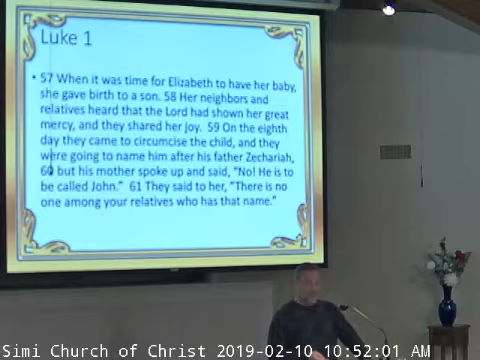 Luke 1
• 57 When it was time for Elizabeth to have her baby,
she gave birth to a son. 58 Her neighbors and
relatives heard that the Lord had shown her great
mercy, and they shared her joy.  59 On the eighth
day they came to circumcise the child, and they
were going to name him after his father Zechariah,
60 but his mother spoke up and said, "No! He is to
be called John."  61 They said to her, "There is no
one among your relatives who has that name."
Simi Church of Christ 2019-02-10 10:52:01 AM